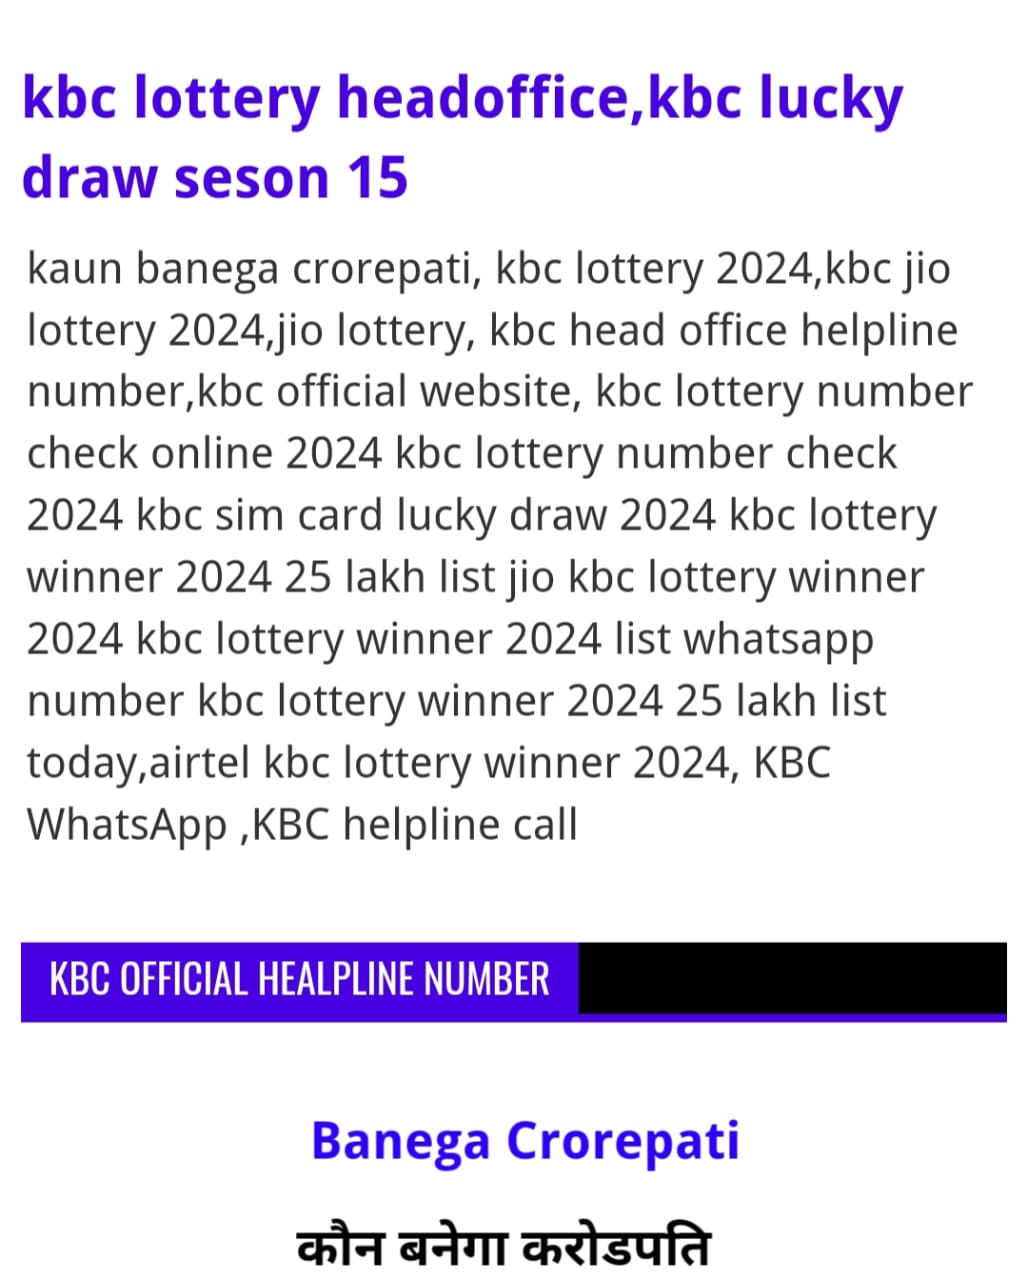 kbc lottery headoffice,kbc lucky
draw seson 15
kaun banega crorepati, kbc lottery 2024,kbc jio
lottery 2024,jio lottery, kbc head office helpline
number,kbc official website, kbc lottery number
check online 2024 kbc lottery number check
2024 kbc sim card lucky draw 2024 kbc lottery
winner 2024 25 lakh list jio kbc lottery winner
2024 kbc lottery winner 2024 list whatsapp
number kbc lottery winner 2024 25 lakh list
today,airtel kbc lottery winner 2024, KBC
WhatsApp ,KBC helpline call
KBC OFFICIAL HEALPLINE NUMBER
Banega Crorepati
कौन बनेगा करोडपति